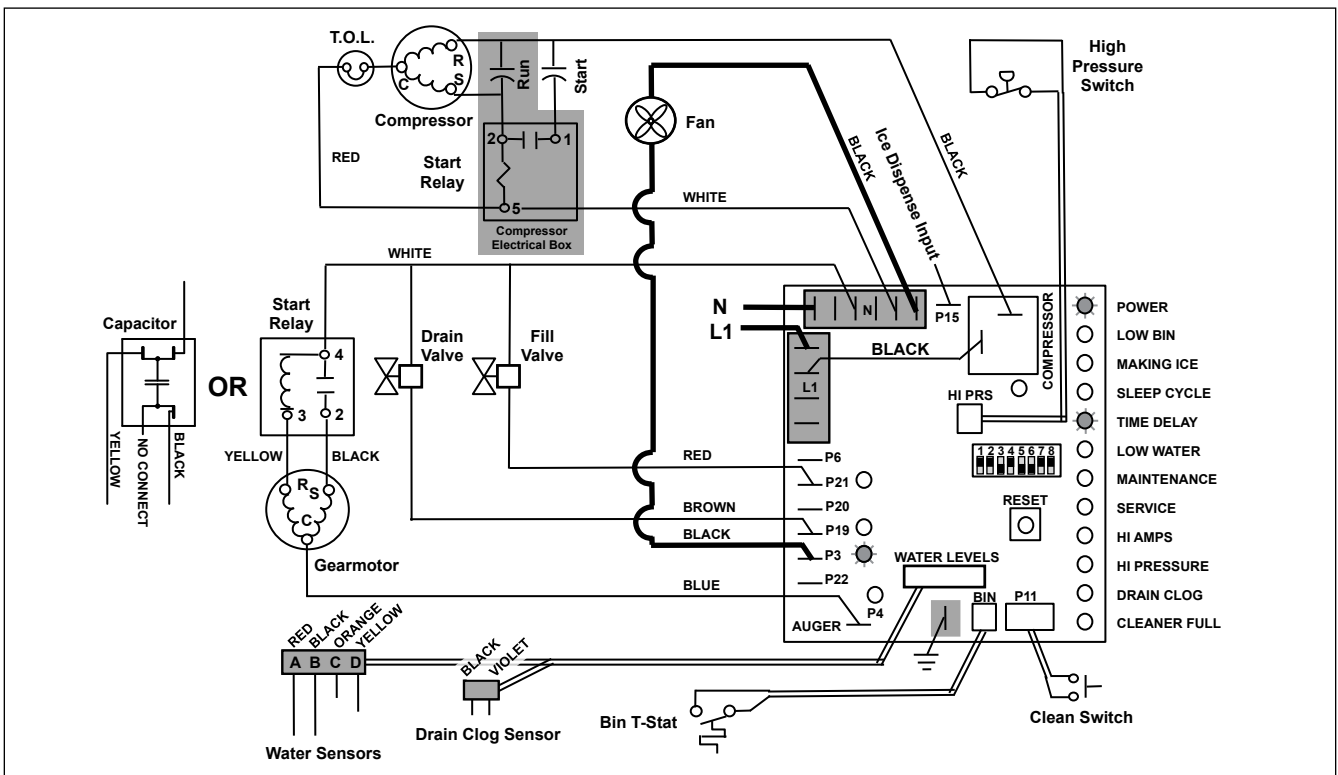 T.O.L.
R
S
C
Compressor
Run
Start
RED
Start
Relay
2
1
5
Compressor
Electrical Box
WHITE
Fan
BLACK
Ice Dispense Input
BLACK
High
Pressure
Switch
WHITE
Capacitor
YELLOW
NO CONNECT
BLACK
OR
Start
Relay
4
3
2
YELLOW
BLACK
R
S
C
Gearmotor
Drain
Valve
Fill
Valve
N
L1
N
P15
L1
BLACK
COMPRESSOR
HI PRS
1 2 3 4 5 6 7 8
RESET
RED
P6
P21
P20
BROWN
P19
BLACK
P3
P22
BLUE
P4
AUGER
WATER LEVELS
BIN
P11
POWER
LOW BIN
MAKING ICE
SLEEP CYCLE
TIME DELAY
LOW WATER
MAINTENANCE
SERVICE
HI AMPS
HI PRESSURE
DRAIN CLOG
CLEANER FULL
RED
BLACK
ORANGE
YELLOW
A B C D
Water Sensors
BLACK
VIOLET
Drain Clog Sensor
Bin T-Stat
Clean Switch